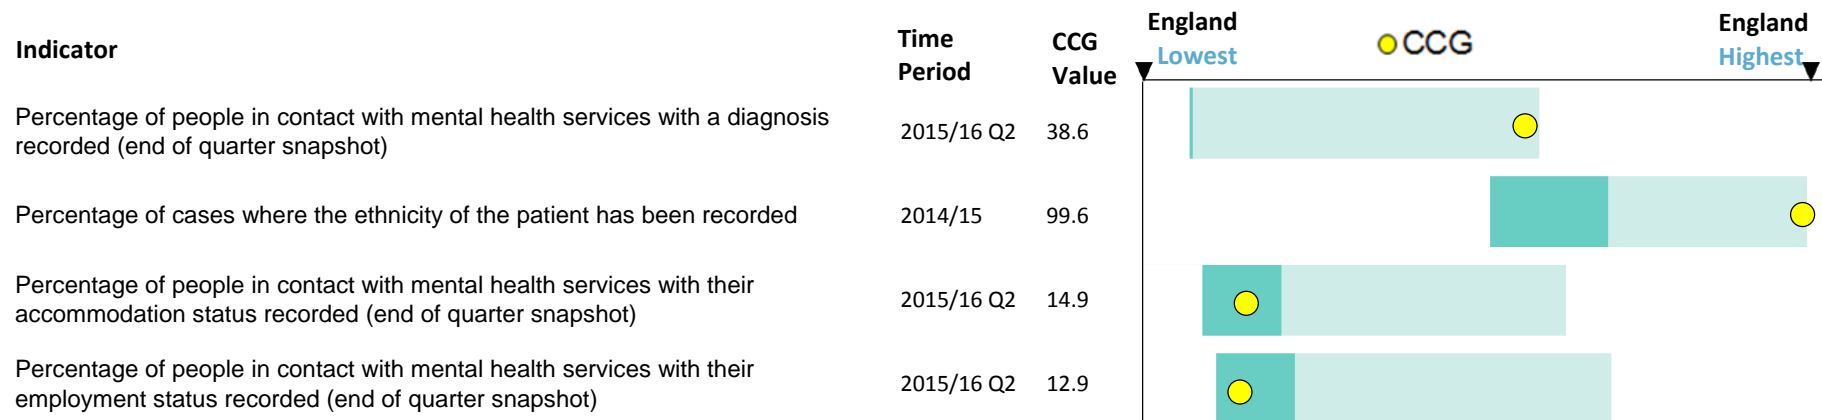 Indicator
Time Period
CCG Value
England Lowest
CCG
England Highest
Percentage of people in contact with mental health services with a diagnosis
recorded (end of quarter snapshot)
2015/16 Q2
38.6
Percentage of cases where the ethnicity of the patient has been recorded
2014/15
99.6
Percentage of people in contact with mental health services with their
accommodation status recorded (end of quarter snapshot)
2015/16 Q2
14.9
Percentage of people in contact with mental health services with their
employment status recorded (end of quarter snapshot)
2015/16 Q2
12.9